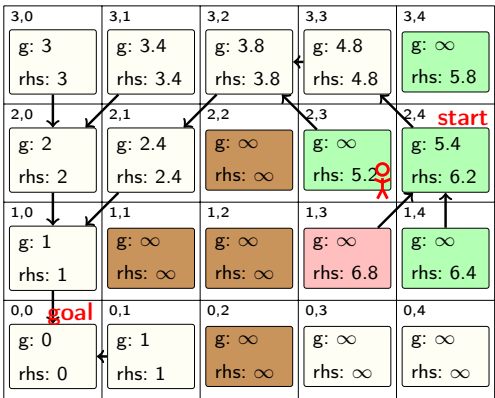 3,0 3,1 3,2 3,3 3,4
g: 3 g: 3.4 g: 3.8 g: 4.8 g: ∞
rhs: 3 rhs: 3.4 rhs: 3.8 rhs: 4.8 rhs: 5.8
2,0 2,1 2,2 2,3 2,4 start
g: 2 g: 2.4 g: ∞ g: ∞ g: 5.4
rhs: 2 rhs: 2.4 rhs: ∞ rhs: 5.2 rhs: 6.2
1,0 1,1 1,2 1,3 1,4
g: 1 g: ∞ g: ∞ g: ∞ g: ∞
rhs: 1 rhs: ∞ rhs: ∞ rhs: 6.8 rhs: 6.4
0,0 goal 0,1 0,2 0,3 0,4
g: 0 g: 1 g: ∞ g: ∞ g: ∞
rhs: 0 rhs: 1 rhs: ∞ rhs: ∞ rhs: ∞